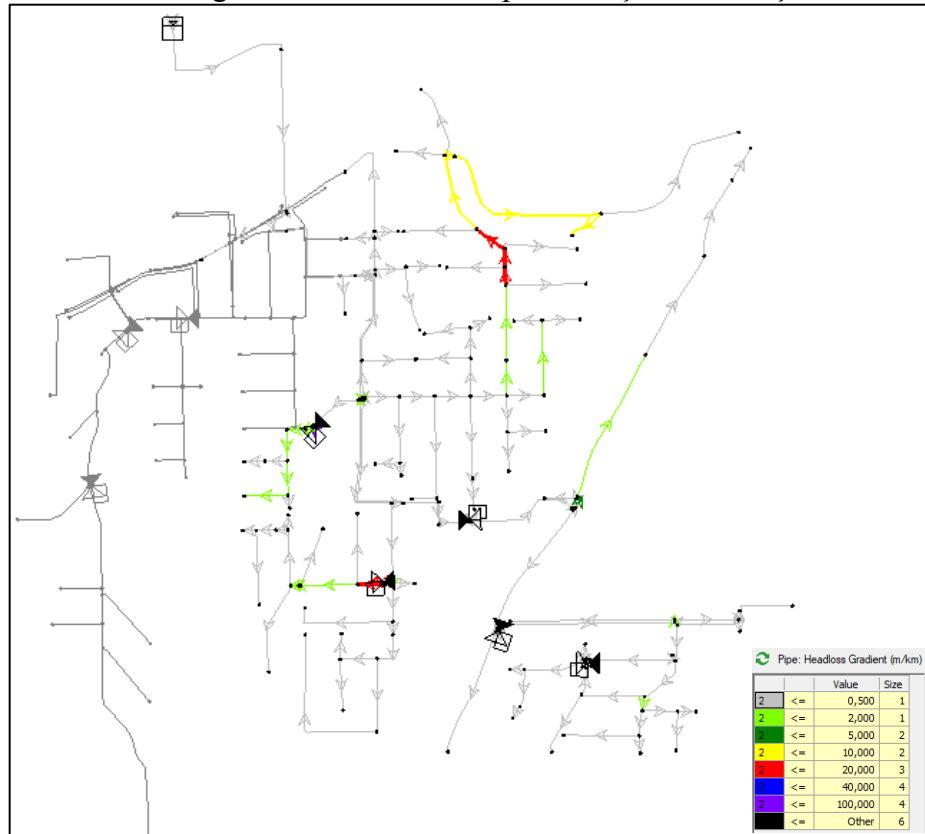 Pipe: Headloss Gradient (m/km)
Value Size
2 <= 0,500 1
2 <= 2,000 1
2 <= 5,000 2
2 <= 10,000 2
2 <= 20,000 3
2 <= 40,000 4
2 <= 100,000 4
<= Other 6